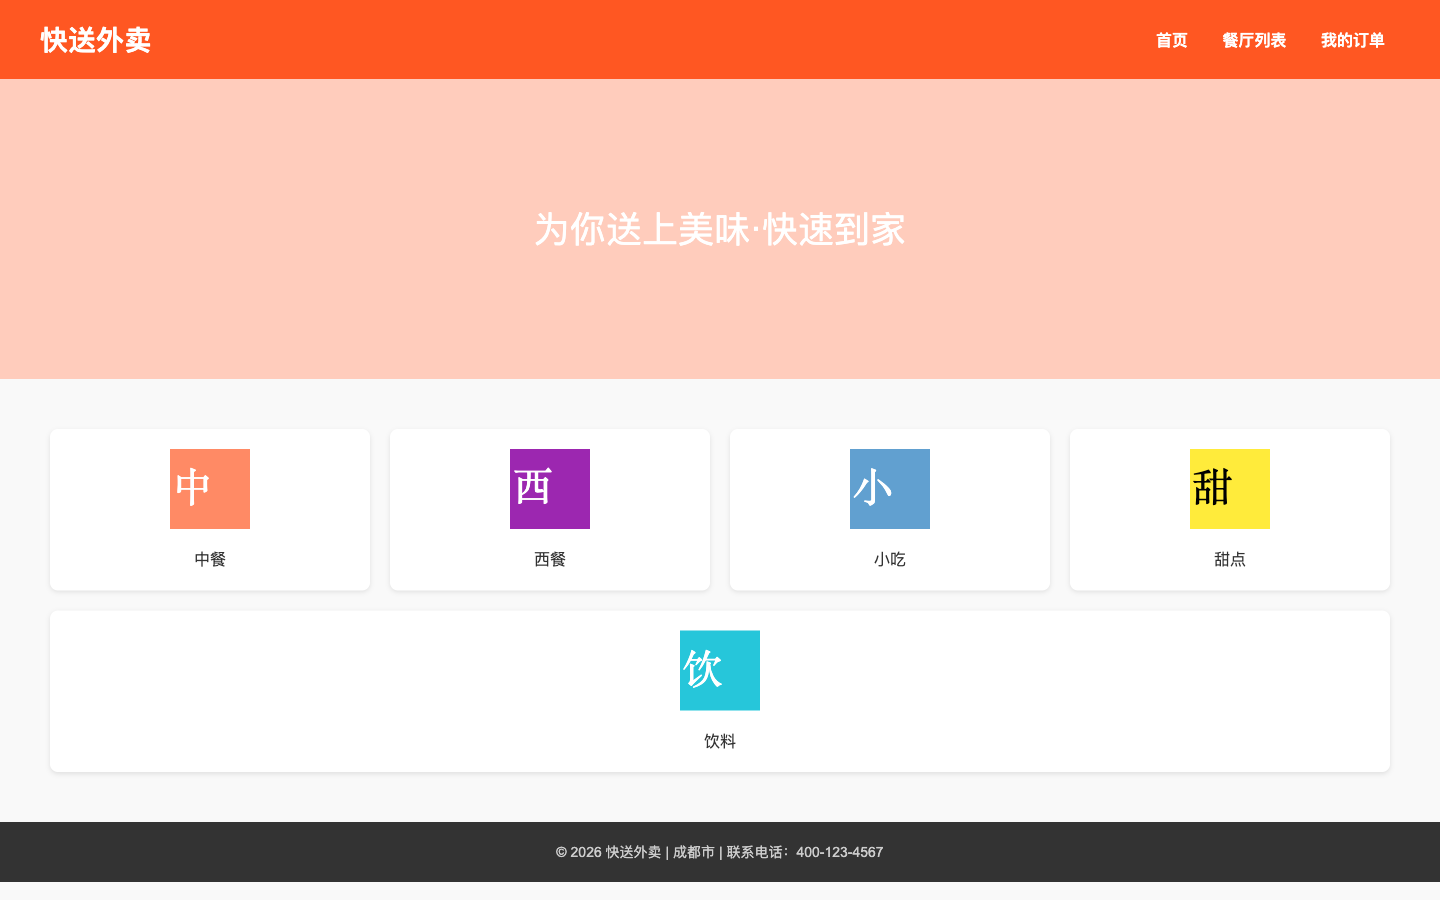 快送外卖
首页 餐厅列表 我的订单
为你送上美味·快速到家
中
中餐
西
西餐
小
小吃
甜
甜点
饮
饮料
© 2026 快送外卖 | 成都市 | 联系电话：400-123-4567